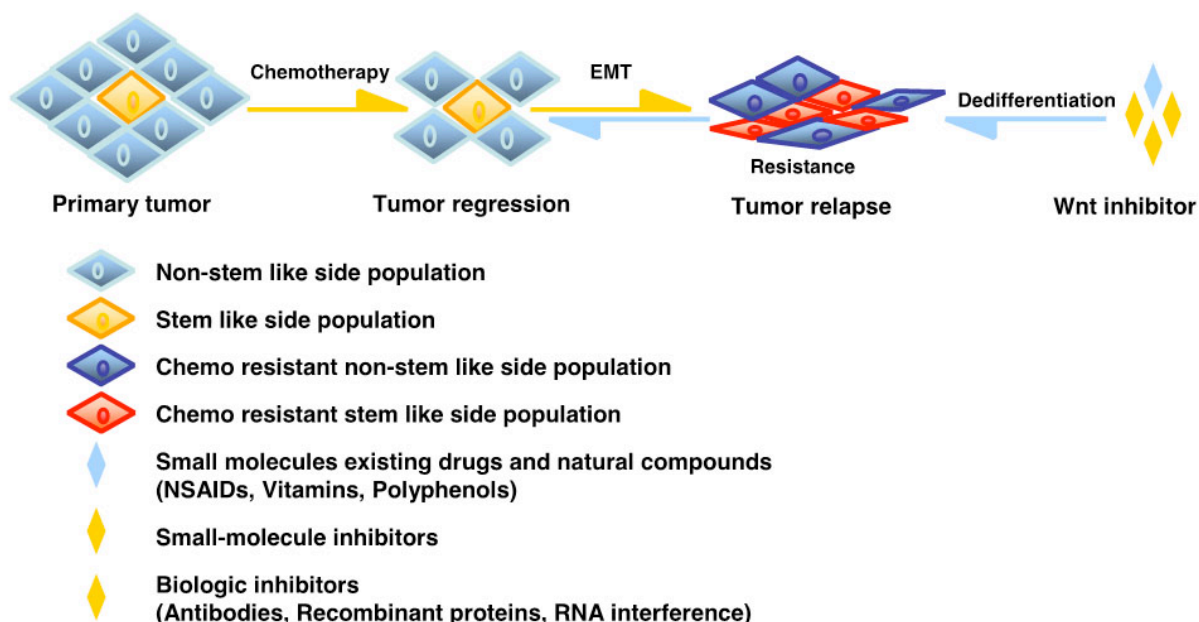 Chemotherapy
EMT
Dedifferentiation
Resistance
Primary tumor
Tumor regression
Tumor relapse
Wnt inhibitor
Non-stem like side population
Stem like side population
Chemo resistant non-stem like side population
Chemo resistant stem like side population
Small molecules existing drugs and natural compounds
(NSAIDs, Vitamins, Polyphenols)
Small-molecule inhibitors
Biologic inhibitors
(Antibodies, Recombinant proteins, RNA interference)